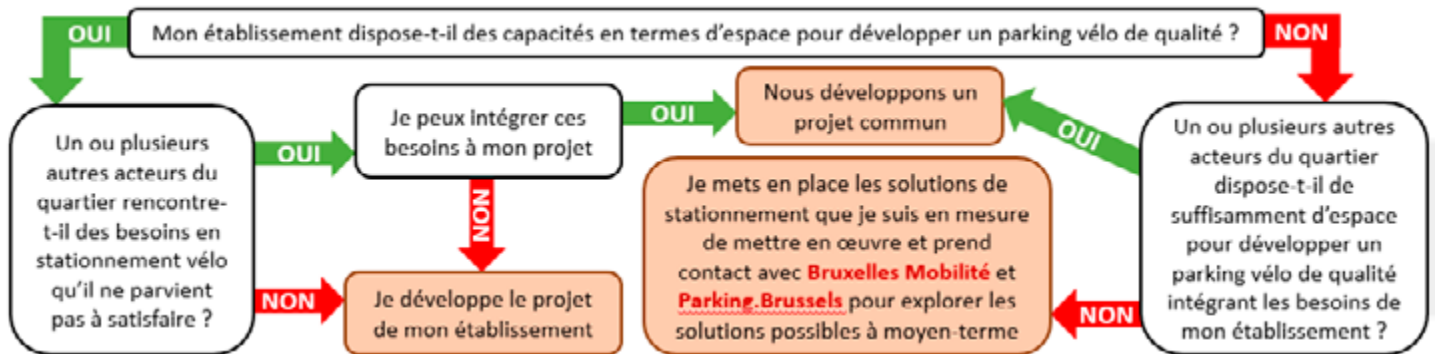 OUI
Mon établissement dispose-t-il des capacités en termes d'espace pour développer un parking vélo de qualité ?
NON
Un ou plusieurs
autres acteurs du
quartier rencontre-
t-il des besoins en
stationnement vélo
qu'il ne parvient
pas à satisfaire ?
OUI
Je peux intégrer ces
besoins à mon projet
OUI
Nous développons un
projet commun
NON
NON
Je développe le projet
de mon établissement
Je mets en place les solutions de
stationnement que je suis en mesure
de mettre en œuvre et prend
contact avec Bruxelles Mobilité et
Parking.Brussels pour explorer les
solutions possibles à moyen-terme
OUI
Un ou plusieurs autres
acteurs du quartier
dispose-t-il de
suffisamment d'espace
pour développer un
parking vélo de qualité
intégrant les besoins de
mon établissement ?
NON